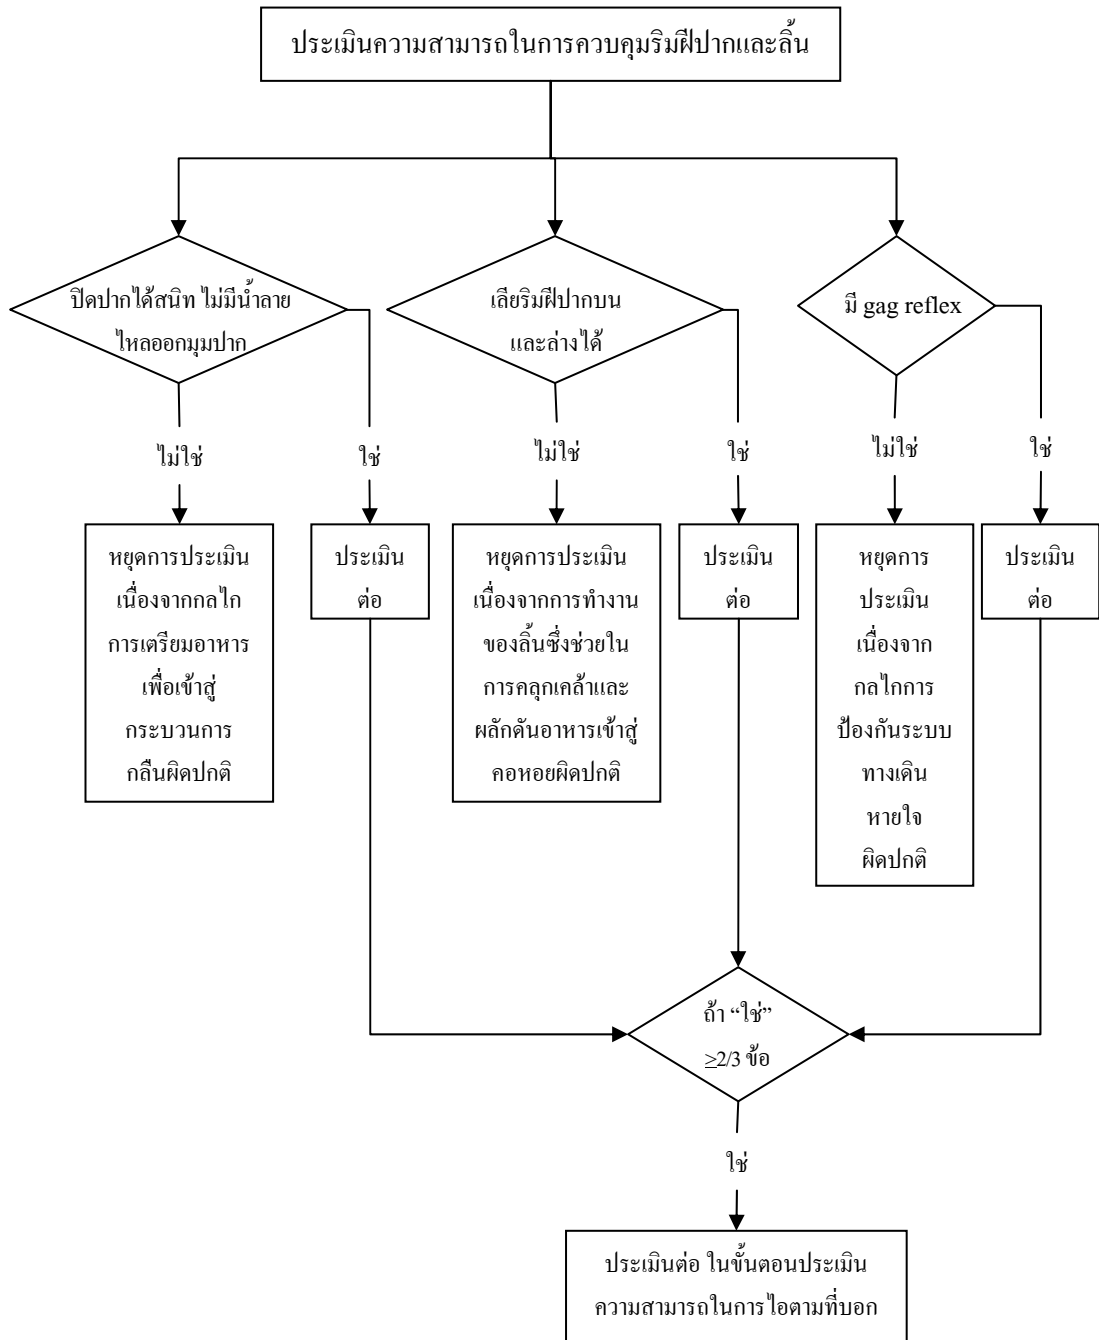 ประเมินความสามารถในการควบคุมริมฝีปากและลิ้น
ปิดปากได้สนิท ไม่มีน้ำลาย
ไหลออกมุมปาก
เลียริมฝีปากบน
และล่างได้
มี gag reflex
ไม่ใช่
ใช่
ไม่ใช่
ใช่
ไม่ใช่
ใช่
หยุดการประเมิน
เนื่องจากกลไก
การเตรียมอาหาร
เพื่อเข้าสู่
กระบวนการ
กลืนผิดปกติ
ประเมิน
ต่อ
หยุดการประเมิน
เนื่องจากการทำงาน
ของลิ้นซึ่งช่วยใน
การคลุกเคล้าและ
ผลักดันอาหารเข้าสู่
คอหอยผิดปกติ
ประเมิน
ต่อ
หยุดการ
ประเมิน
เนื่องจาก
กลไกการ
ป้องกันระบบ
ทางเดิน
หายใจ
ผิดปกติ
ประเมิน
ต่อ
ถ้า “ใช่”
≥2/3 ข้อ
ใช่
ประเมินต่อ ในขั้นตอนประเมิน
ความสามารถในการไอตามที่บอก